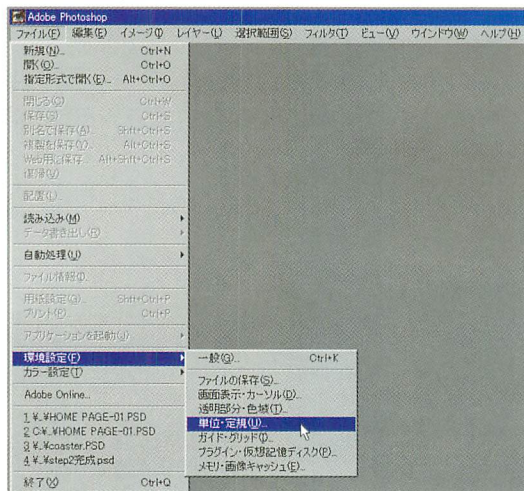 Adobe Photoshop
ファイル(F) 編集(E) イメージ(I) レイヤー(L) 選択範囲(S) フィルタ(T) ビュー(V) ウインドウ(W) ヘルプ(H)
新規(N)... Ctrl+N
開く(O)... Ctrl+O
指定形式で開く(E)... Alt+Ctrl+O
閉じる(C) Ctrl+W
保存(S) Ctrl+S
別名で保存(A)... Shft+Ctrl+S
複製を保存(Y)... Alt+Ctrl+S
Web用に保存... Alt+Shft+Ctrl+S
復帰(V)
配置(L)...
読み込み(M)
データ書き出し(R)
自動処理(U)
ファイル情報(I)...
用紙設定(G)... Shft+Ctrl+P
プリント(P)... Ctrl+P
アプリケーションを起動(J)
環境設定(F)
カラー設定(T)
Adobe Online...
1 ¥..¥HOME PAGE-01.PSD
2 C:¥..¥HOME PAGE-01.PSD
3 ¥..¥coaster.PSD
4 ¥..¥step2完成.psd
終了(X) Ctrl+Q
一般(G)... Ctrl+K
ファイルの保存(S)...
画面表示・カーソル(D)...
透明部分・色域(T)...
単位・定規(U)...
ガイド・グリッド(I)...
プラグイン・仮想記憶ディスク(P)...
メモリ・画像キャッシュ(E)...